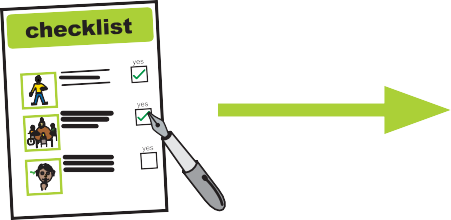 checklist
yes
yes
yes